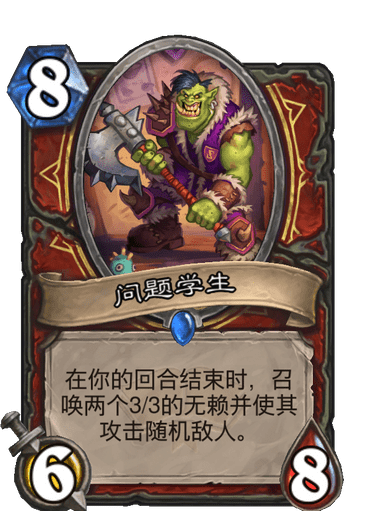 8
问题学生
在你的回合结束时，召
唤两个3/3的无赖并使其
攻击随机敌人。
6
8